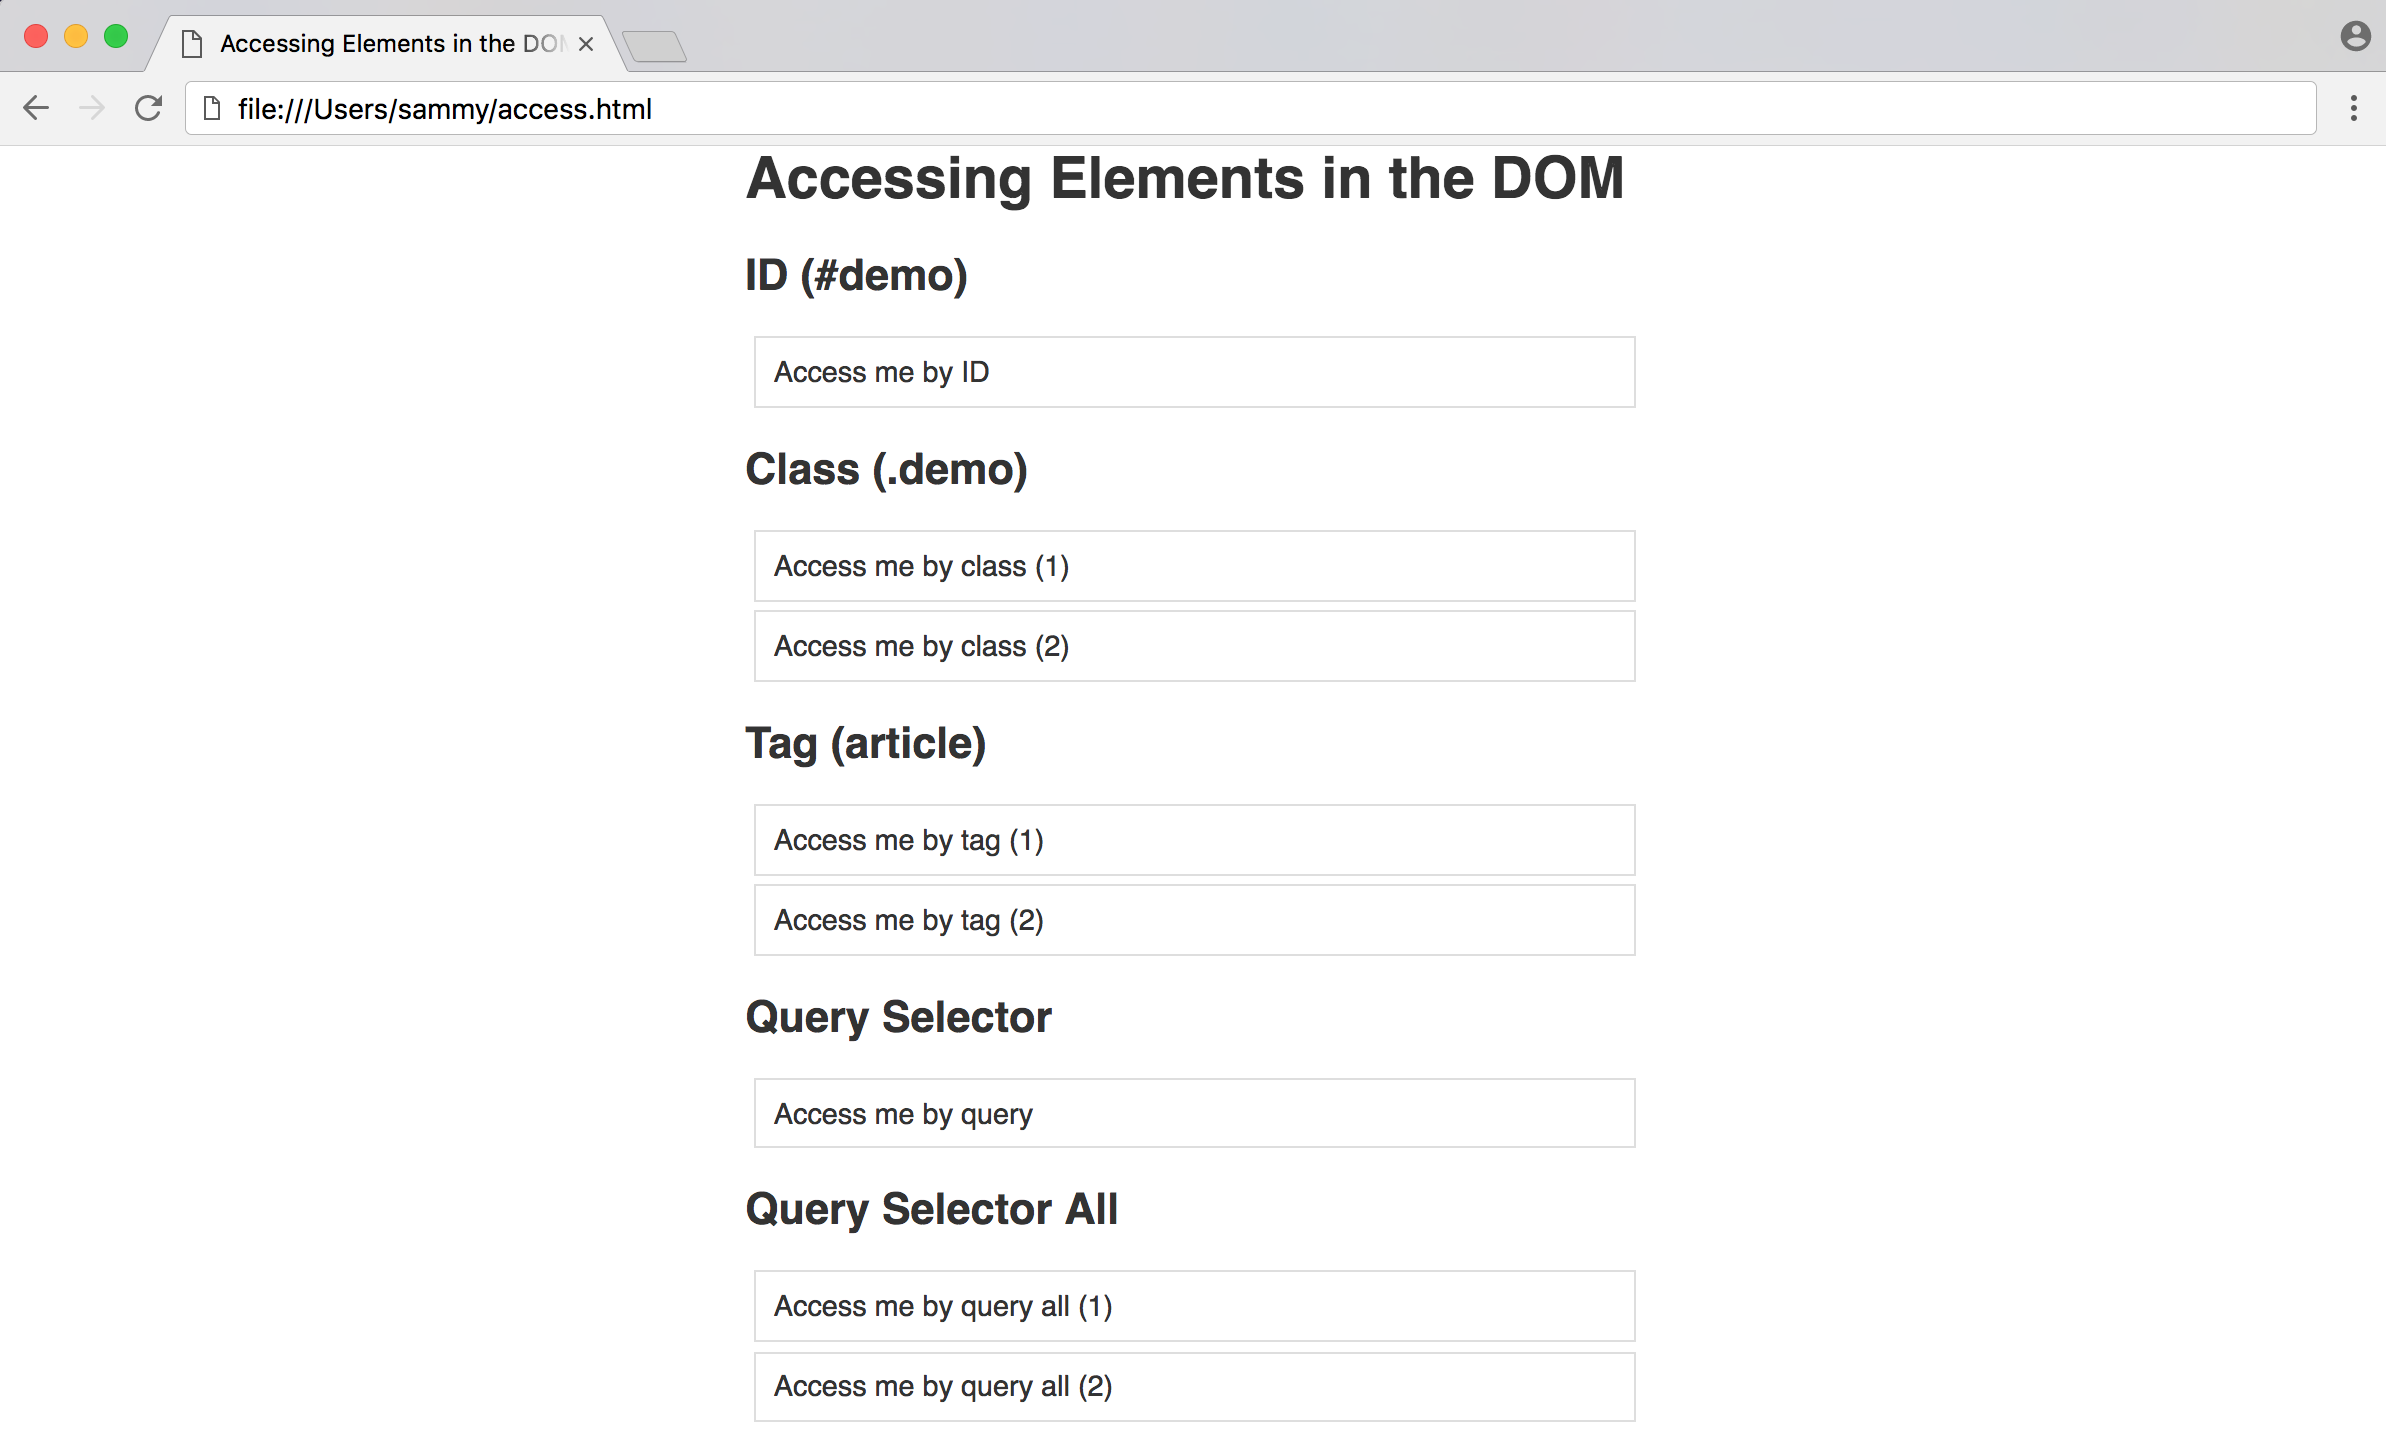 Accessing Elements in the DOM
file:///Users/sammy/access.html
Accessing Elements in the DOM
ID (#demo)
Access me by ID
Class (.demo)
Access me by class (1)
Access me by class (2)
Tag (article)
Access me by tag (1)
Access me by tag (2)
Query Selector
Access me by query
Query Selector All
Access me by query all (1)
Access me by query all (2)